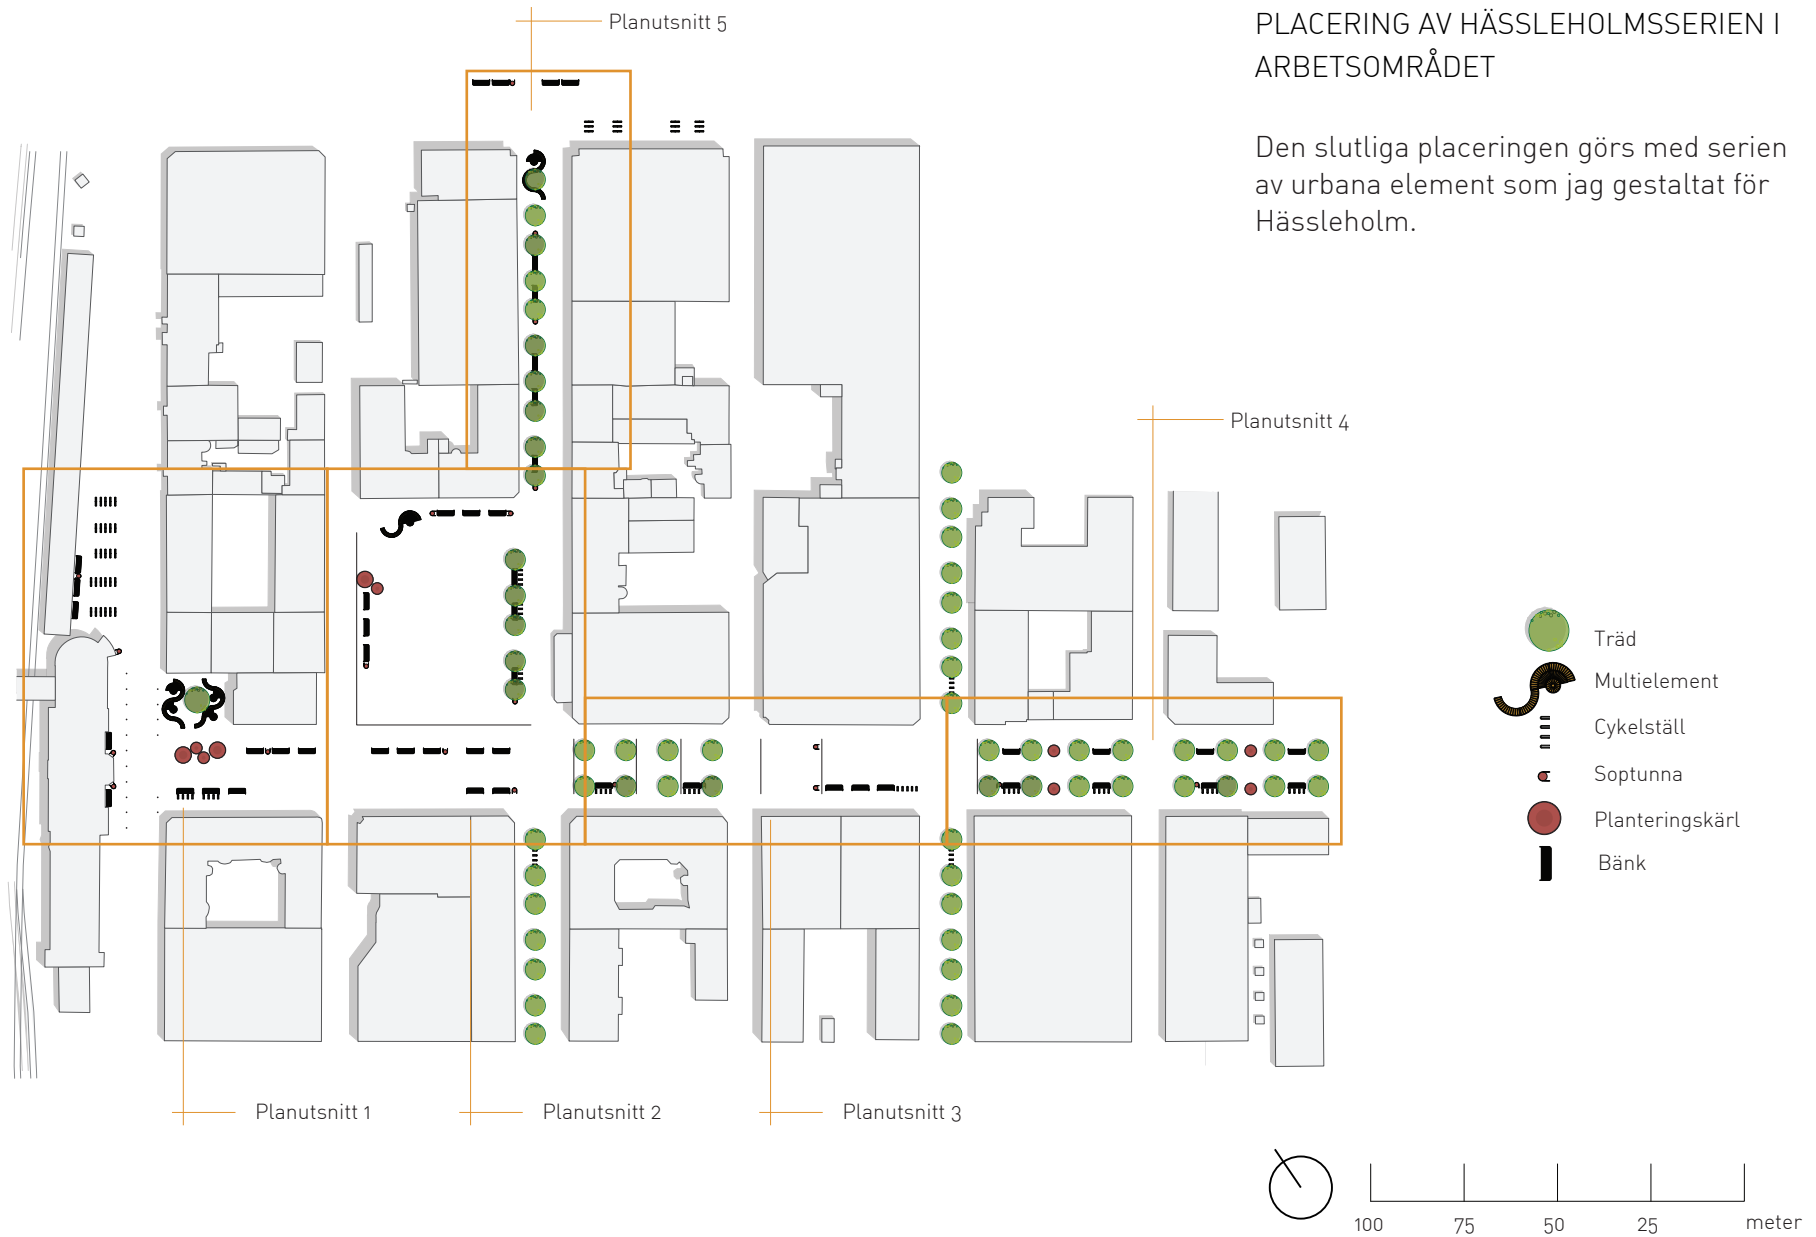 Planutsnitt 5
PLACERING AV HÄSSLEHOLMSSERIEN I
ARBETSOMRÅDET
Den slutliga placeringen görs med serien
av urbana element som jag gestaltat för
Hässleholm.
Planutsnitt 4
Träd
Multielement
Cykelställ
Soptunna
Planteringskärl
Bänk
Planutsnitt 1
Planutsnitt 2
Planutsnitt 3
100 75 50 25 meter